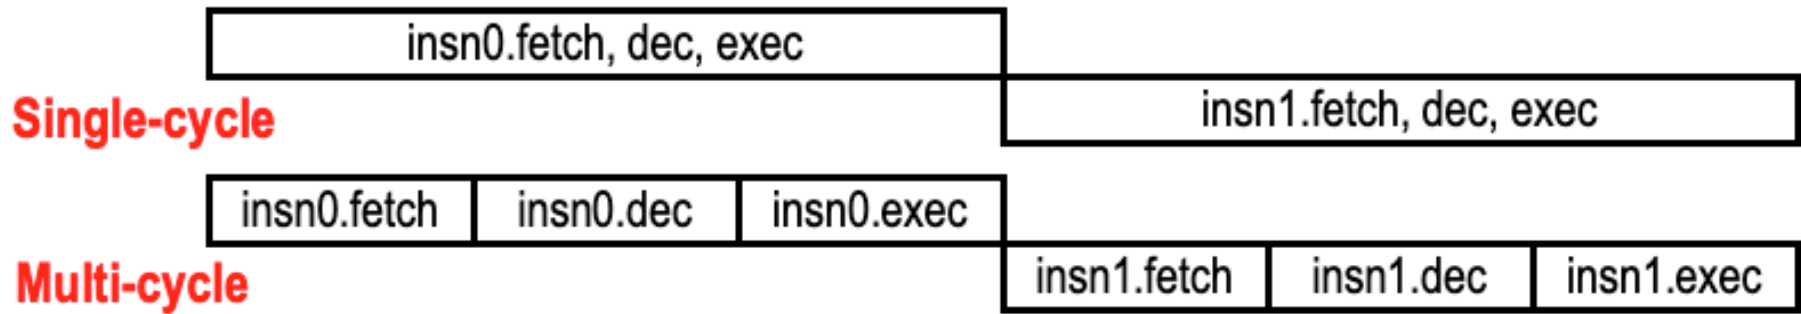 insn0.fetch, dec, exec
Single-cycle
insn1.fetch, dec, exec
insn0.fetch insn0.dec insn0.exec
Multi-cycle
insn1.fetch insn1.dec insn1.exec